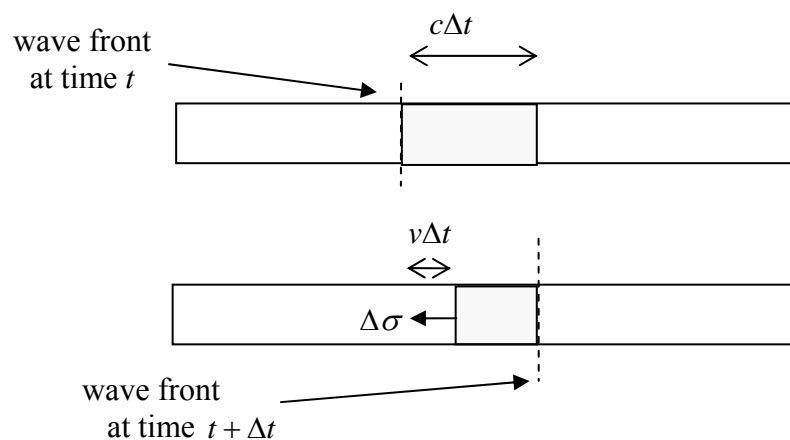 cΔt
wave front
at time t
vΔt
Δσ
wave front
at time t + Δt